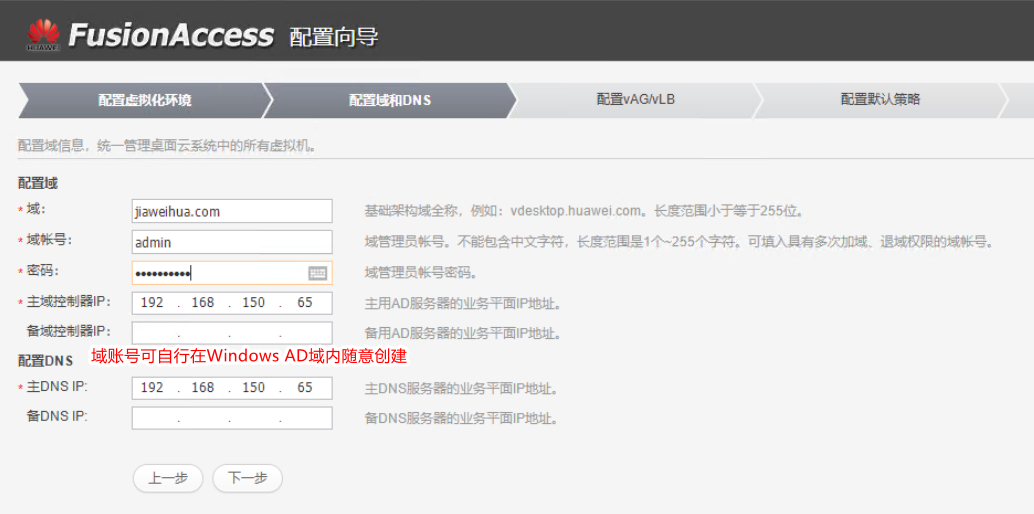 HUAWEI FusionAccess 配置向导
配置虚拟化环境 配置域和DNS 配置vAG/vLB 配置默认策略
配置域信息，统一管理桌面云系统中的所有虚拟机。
配置域
* 域： jiaweihua.com 基础架构域全称，例如：vdesktop.huawei.com。长度范围小于等于255位。
* 域帐号： admin 域管理员帐号。不能包含中文字符，长度范围是1个~255个字符。可填入具有多次加域、退域权限的域帐号。
* 密码： •••••••••• 域管理员帐号密码。
* 主域控制器IP： 192 . 168 . 150 . 65 主用AD服务器的业务平面IP地址。
备域控制器IP： . . . 备用AD服务器的业务平面IP地址。
域账号可自行在Windows AD域内随意创建
配置DNS
* 主DNS IP: 192 . 168 . 150 . 65 主DNS服务器的业务平面IP地址。
备DNS IP: . . . 备DNS服务器的业务平面IP地址。
上一步 下一步